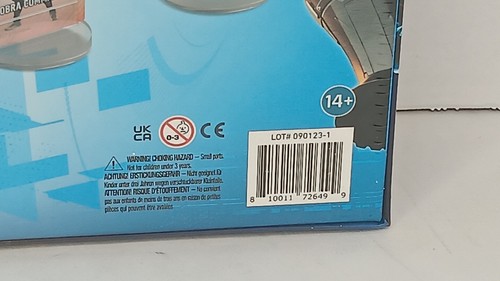 OBRA COM
14+
UK
CA
0-3
CE
LOT# 090123-1
WARNING! CHOKING HAZARD – Small parts.
Not for children under 3 years.
ACHTUNG! ERSTICKUNGSGEFAHR – Nicht geeignet für
Kinder unter drei Jahren wegen verschluckbarer Kleinteile.
ATTENTION! RISQUE D'ÉTOUFFEMENT – Ne convient
pas aux enfants de moins de trois ans en raison de petites
pièces qui peuvent être avalées.
8 10011 72649 9